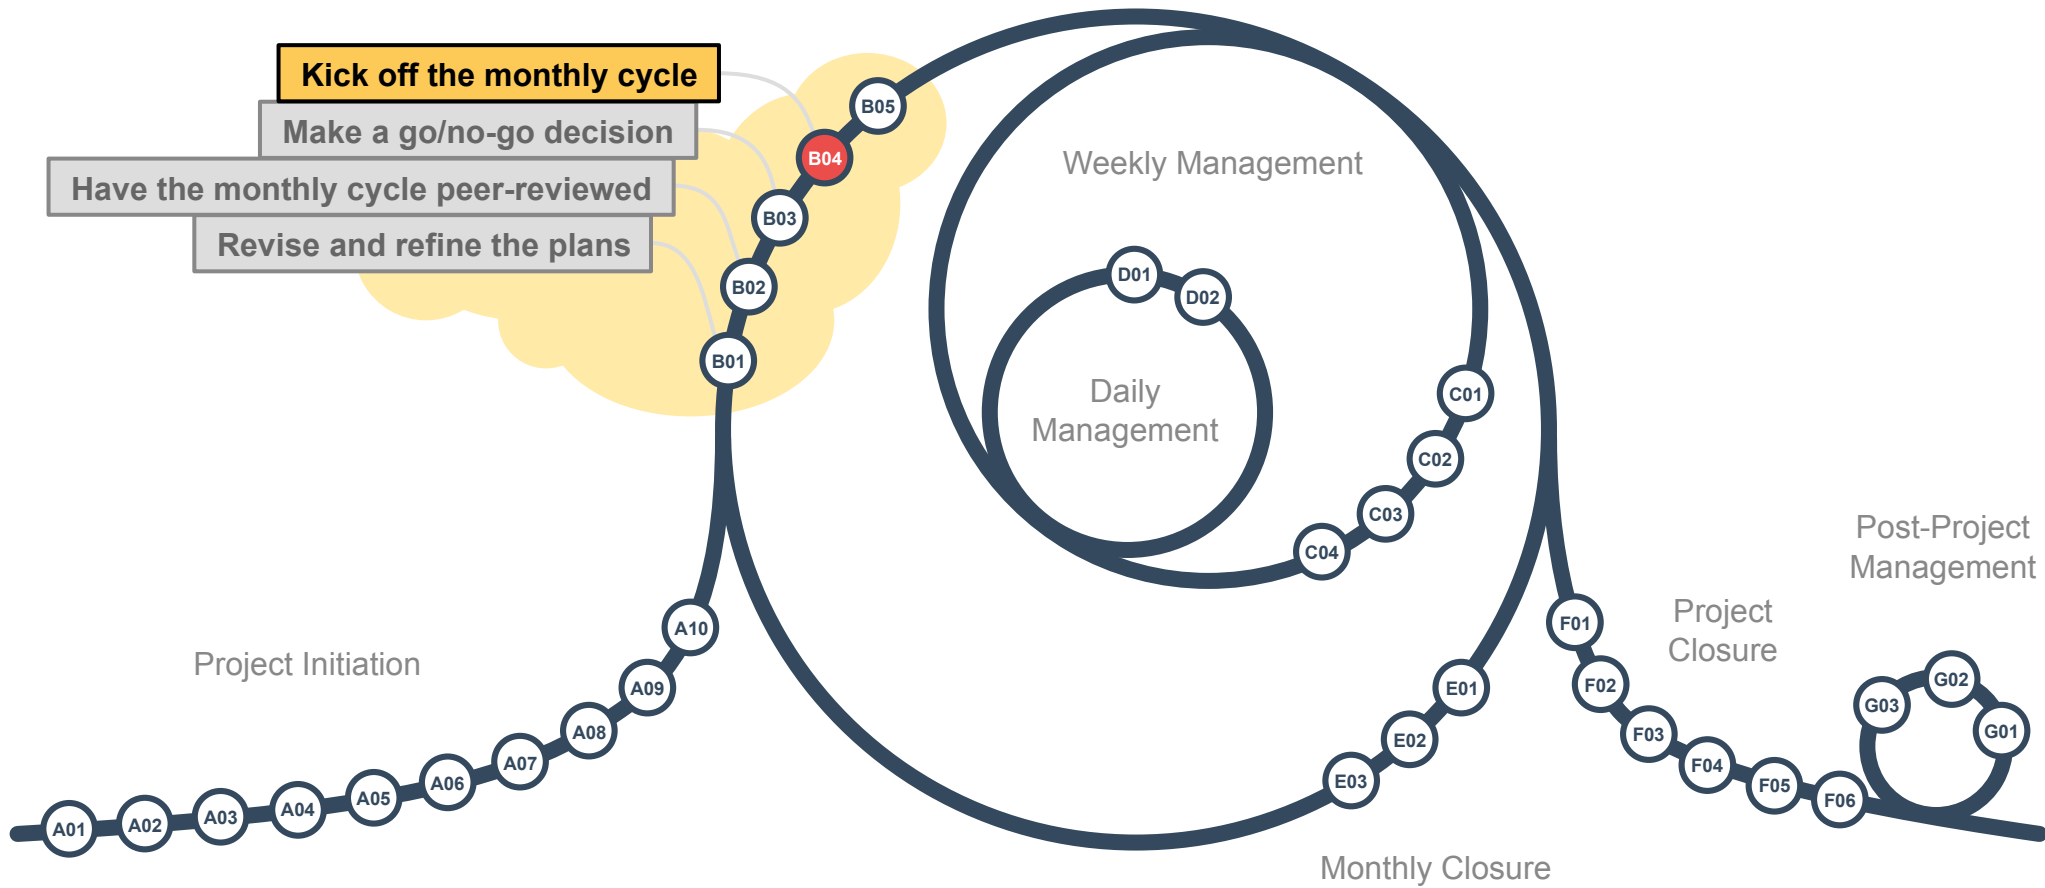 Kick off the monthly cycle
Make a go/no-go decision
Have the monthly cycle peer-reviewed
Revise and refine the plans
B05
B04
B03
B02
B01
Weekly Management
D01
D02
Daily
Management
C01
C02
C03
C04
Project Initiation
A01
A02
A03
A04
A05
A06
A07
A08
A09
A10
E01
E02
E03
Monthly Closure
F01
F02
F03
F04
F05
F06
Project
Closure
Post-Project
Management
G03
G02
G01